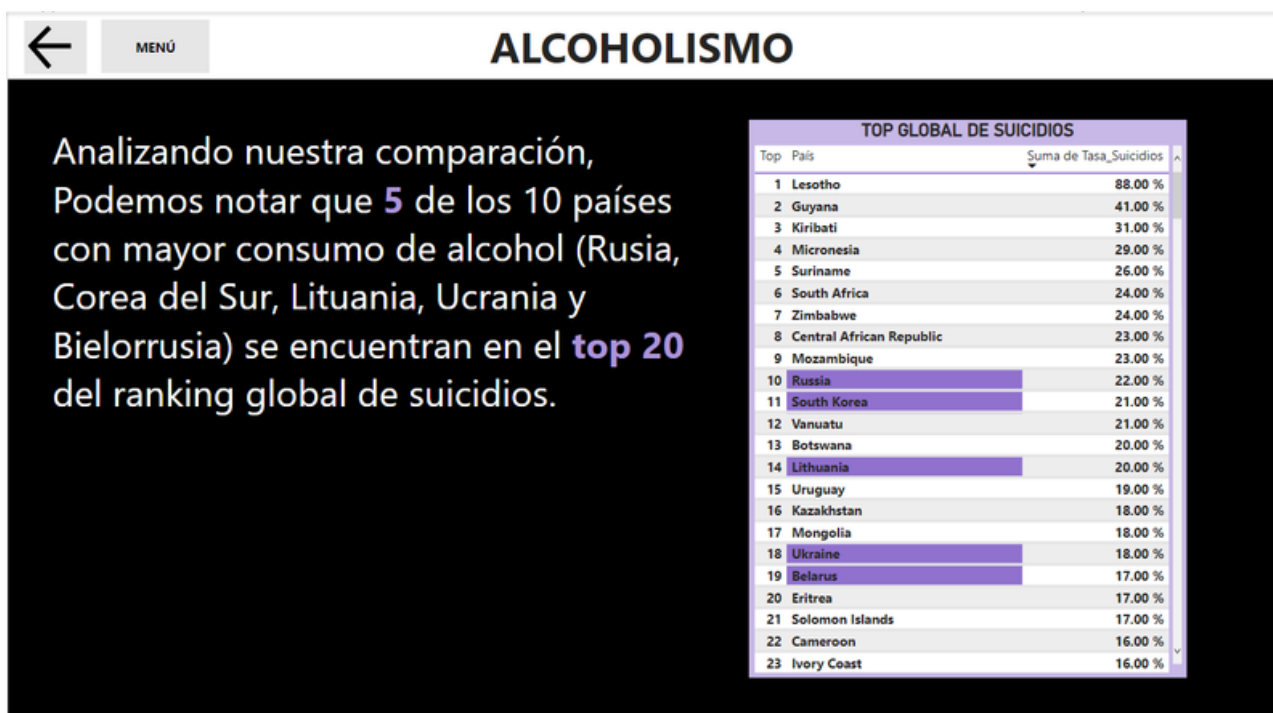 MENÚ
ALCOHOLISMO
Analizando nuestra comparación,
Podemos notar que 5 de los 10 países
con mayor consumo de alcohol (Rusia,
Corea del Sur, Lituania, Ucrania y
Bielorrusia) se encuentran en el top 20
del ranking global de suicidios.
TOP GLOBAL DE SUICIDIOS
Top País Suma de Tasa_Suicidios
1 Lesotho 88.00 %
2 Guyana 41.00 %
3 Kiribati 31.00 %
4 Micronesia 29.00 %
5 Suriname 26.00 %
6 South Africa 24.00 %
7 Zimbabwe 24.00 %
8 Central African Republic 23.00 %
9 Mozambique 23.00 %
10 Russia 22.00 %
11 South Korea 21.00 %
12 Vanuatu 21.00 %
13 Botswana 20.00 %
14 Lithuania 20.00 %
15 Uruguay 19.00 %
16 Kazakhstan 18.00 %
17 Mongolia 18.00 %
18 Ukraine 18.00 %
19 Belarus 17.00 %
20 Eritrea 17.00 %
21 Solomon Islands 17.00 %
22 Cameroon 16.00 %
23 Ivory Coast 16.00 %